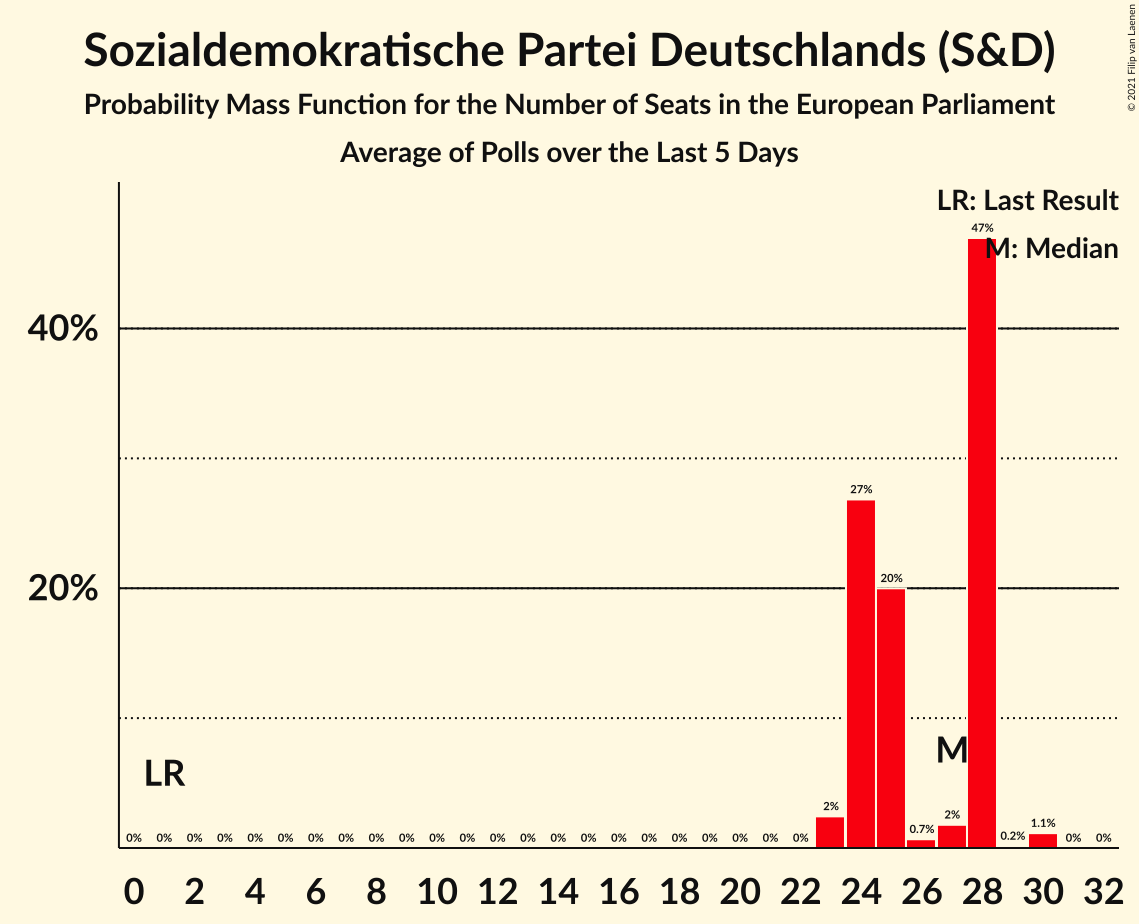 Sozialdemokratische Partei Deutschlands (S&D)
Probability Mass Function for the Number of Seats in the European Parliament
Average of Polls over the Last 5 Days
© 2021 Filip van Laenen
LR: Last Result
M: Median
40%
20%
LR
M
0% 0% 0% 0% 0% 0% 0% 0% 0% 0% 0% 0% 0% 0% 0% 0% 0% 0% 0% 0% 0% 0% 0% 2% 27% 20% 0.7% 2% 47% 0.2% 1.1% 0% 0%
0 2 4 6 8 10 12 14 16 18 20 22 24 26 28 30 32